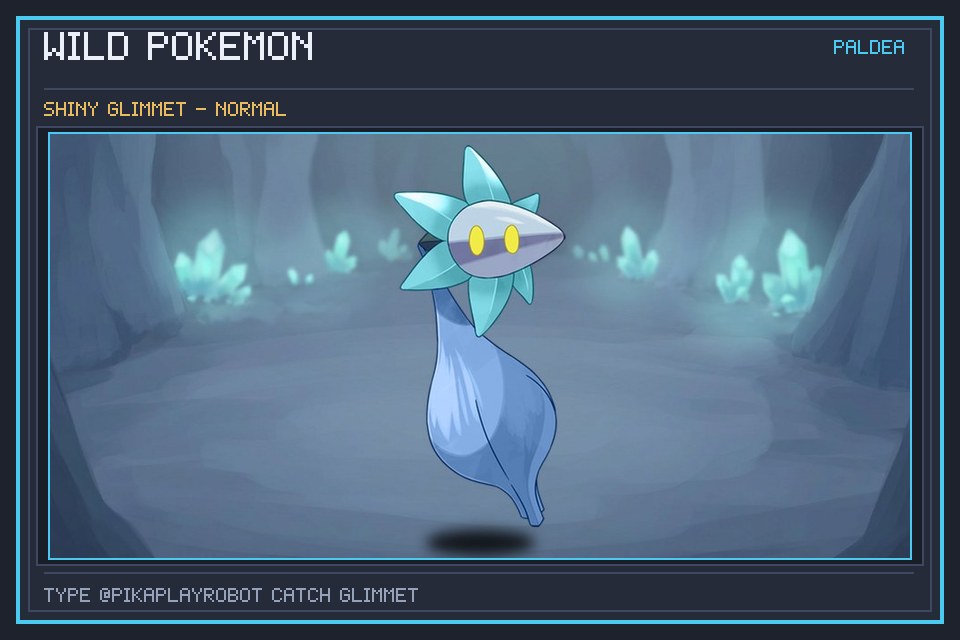 WILD POKEMON
PALDEA
SHINY GLIMMET - NORMAL
TYPE @PIKAPLAYROBOT CATCH GLIMMET